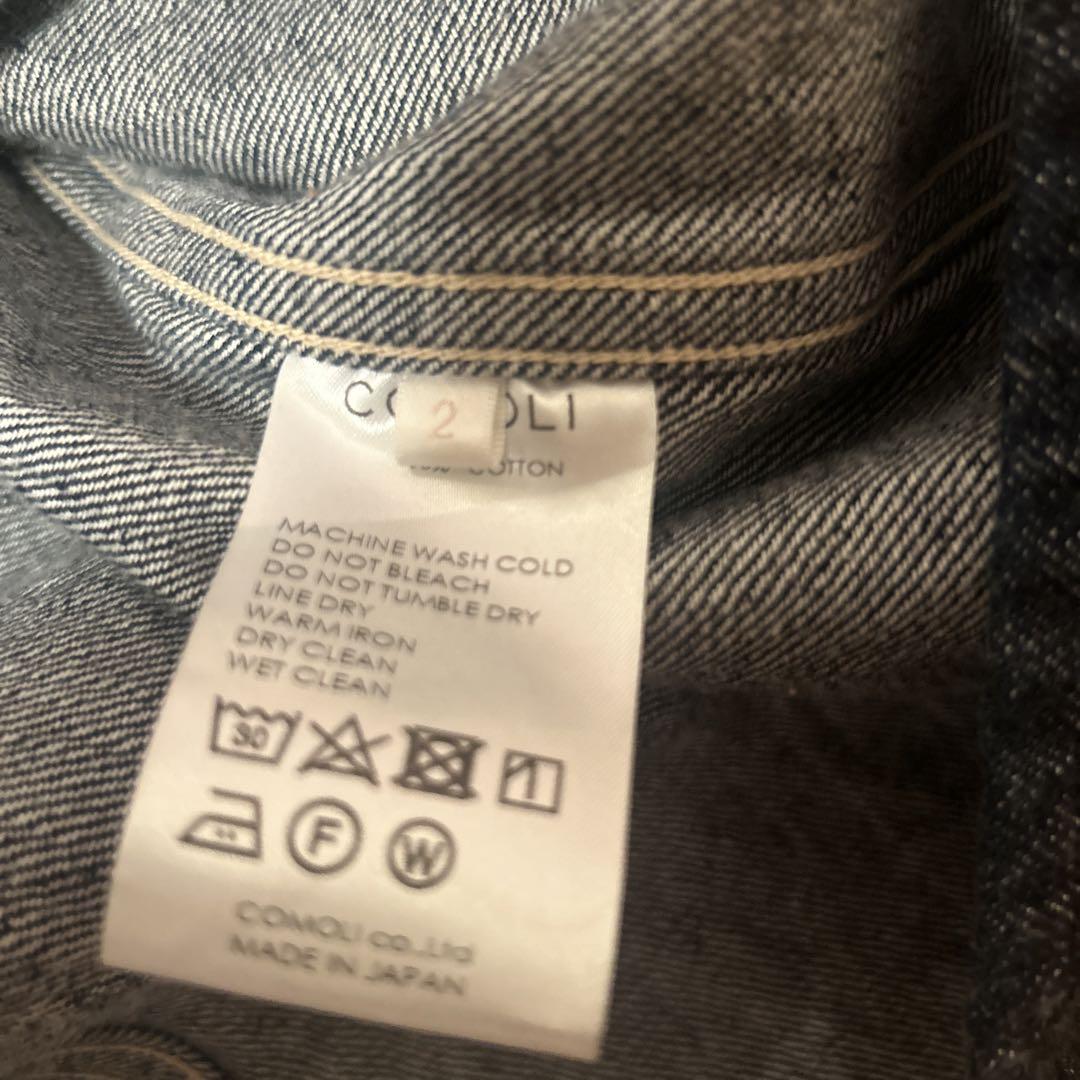 2
COTTON
MACHINE WASH COLD
DO NOT BLEACH
DO NOT TUMBLE DRY
LINE DRY
WARM IRON
DRY CLEAN
WET CLEAN
30
F W
COMOLI co.,Ltd
MADE IN JAPAN